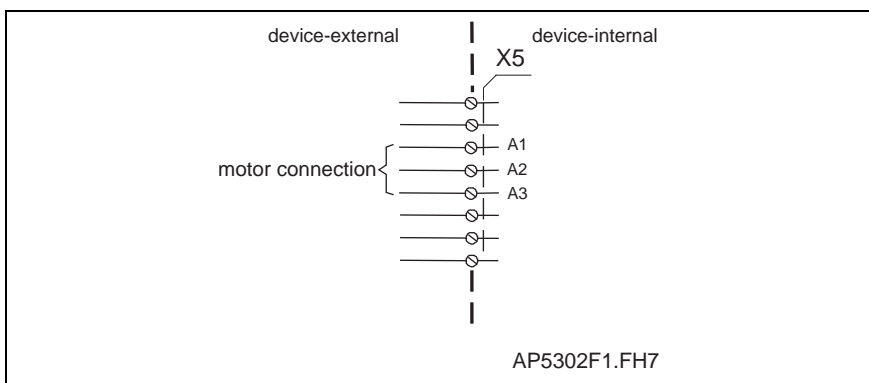 device-external
device-internal
X5
A1
motor connection
A2
A3
AP5302F1.FH7